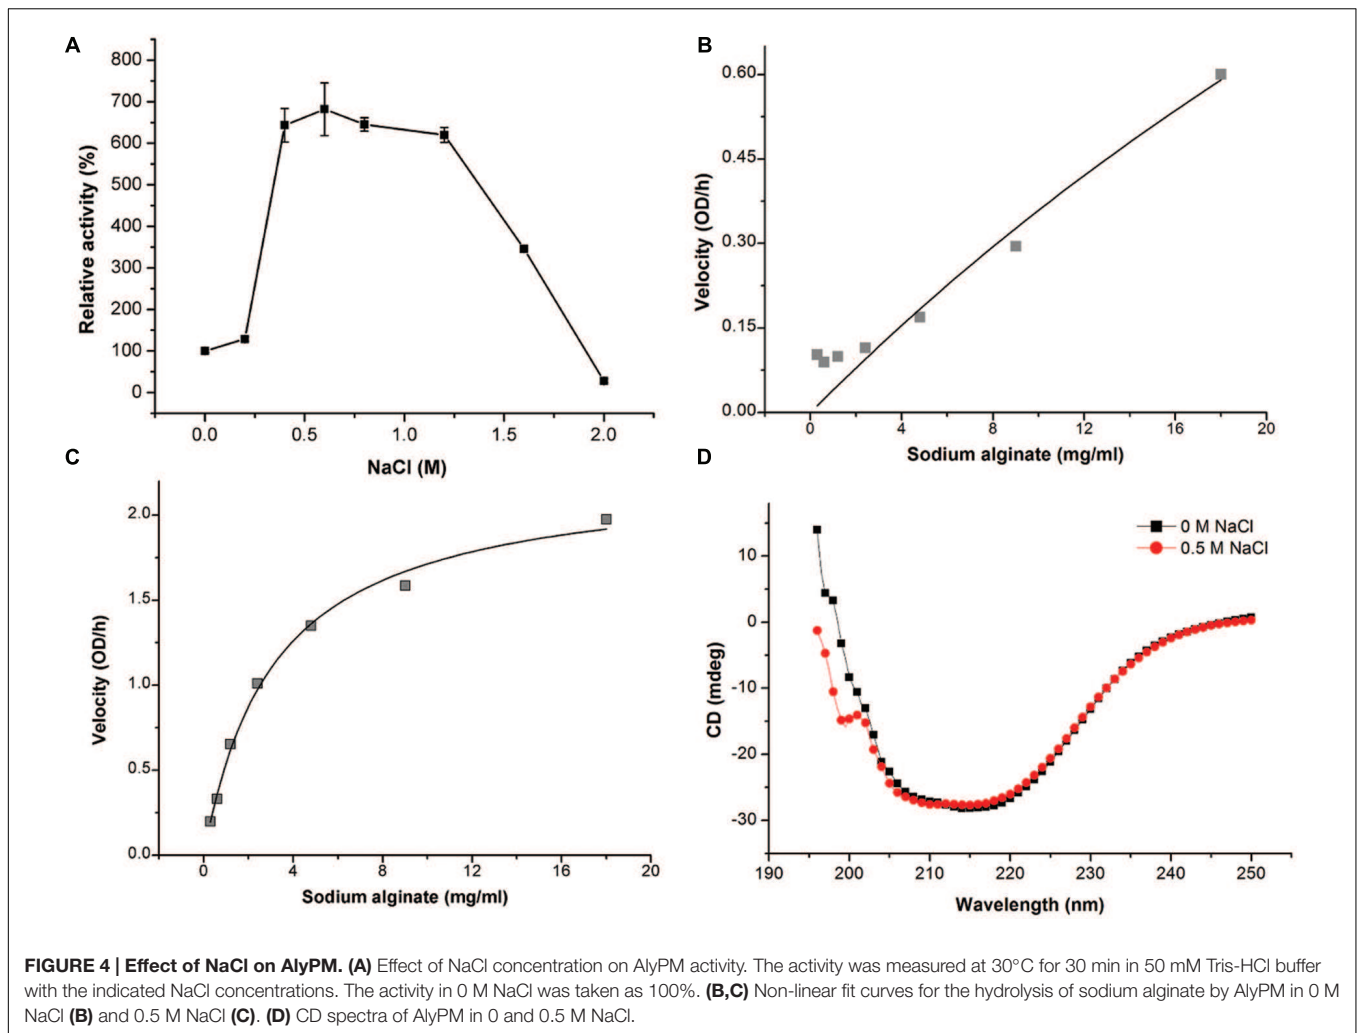 A
800
700
600
500
400
300
200
100
0
Relative activity (%)
0.0 0.5 1.0 1.5 2.0
NaCl (M)
B
0.60
0.45
0.30
0.15
0.00
Velocity (OD/h)
0 4 8 12 16 20
Sodium alginate (mg/ml)
C
2.0
1.5
1.0
0.5
0.0
Velocity (OD/h)
0 4 8 12 16 20
Sodium alginate (mg/ml)
D
0 M NaCl
0.5 M NaCl
10
0
-10
-20
-30
CD (mdeg)
190 200 210 220 230 240 250
Wavelength (nm)
FIGURE 4 | Effect of NaCl on AlyPM. (A) Effect of NaCl concentration on AlyPM activity. The activity was measured at 30°C for 30 min in 50 mM Tris-HCl buffer
with the indicated NaCl concentrations. The activity in 0 M NaCl was taken as 100%. (B,C) Non-linear fit curves for the hydrolysis of sodium alginate by AlyPM in 0 M
NaCl (B) and 0.5 M NaCl (C). (D) CD spectra of AlyPM in 0 and 0.5 M NaCl.